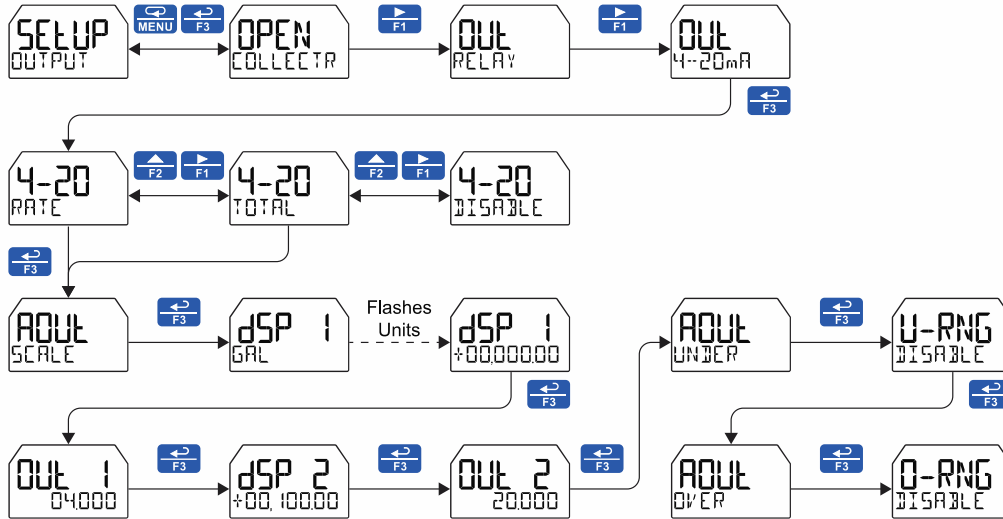 SEtUP
OUTPUT
MENU
F3
OPEN
COLLECTR
F1
OUt
RELAY
F1
OUt
4-20mA
F3
4-20
RATE
F2
F1
4-20
TOTAL
F2
F1
4-20
DISABLE
F3
AOUt
SCALE
F3
dSP 1
GAL
Flashes
Units
dSP 1
+00,000.00
AOUt
UNDER
F3
U-RNG
DISABLE
F3
F3
OUt 1
04.000
F3
dSP 2
+00,100.00
F3
OUt 2
20.000
F3
AOUt
OVER
F3
O-RNG
DISABLE